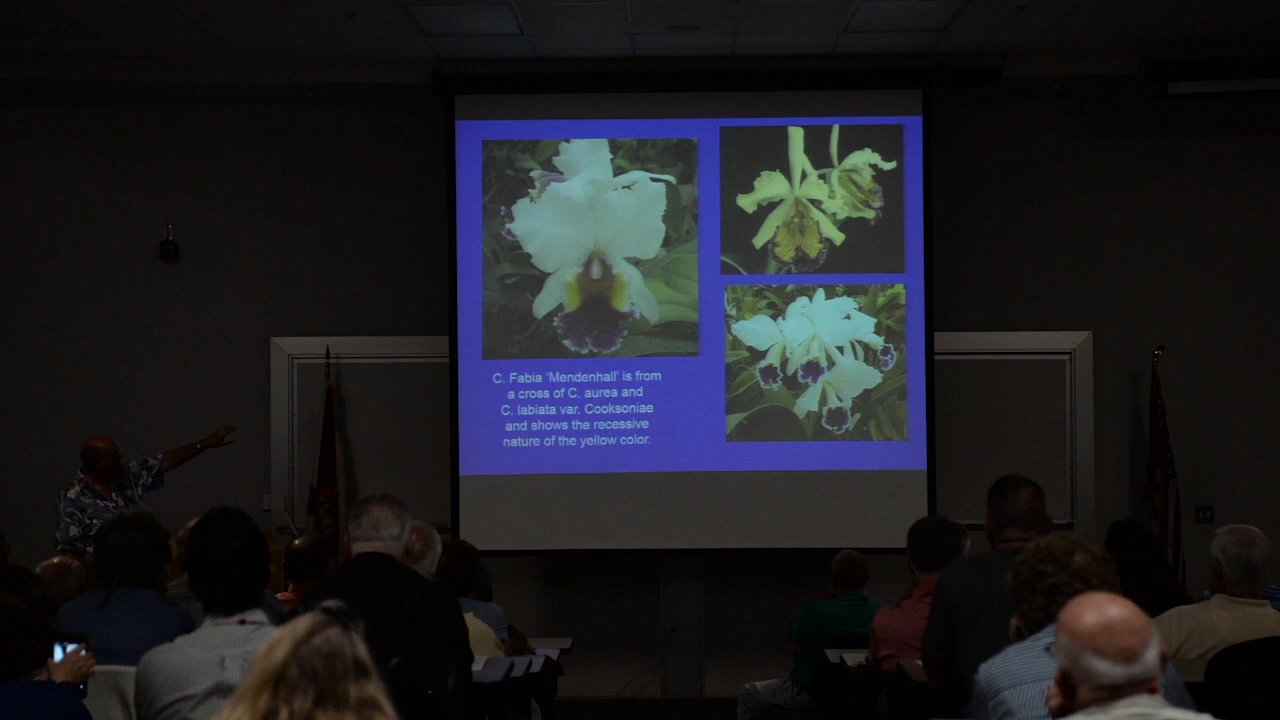 C. Fabia ‘Mendenhall’ is from
a cross of C. aurea and
C. labiata var. Cooksoniae
and shows the recessive
nature of the yellow color.